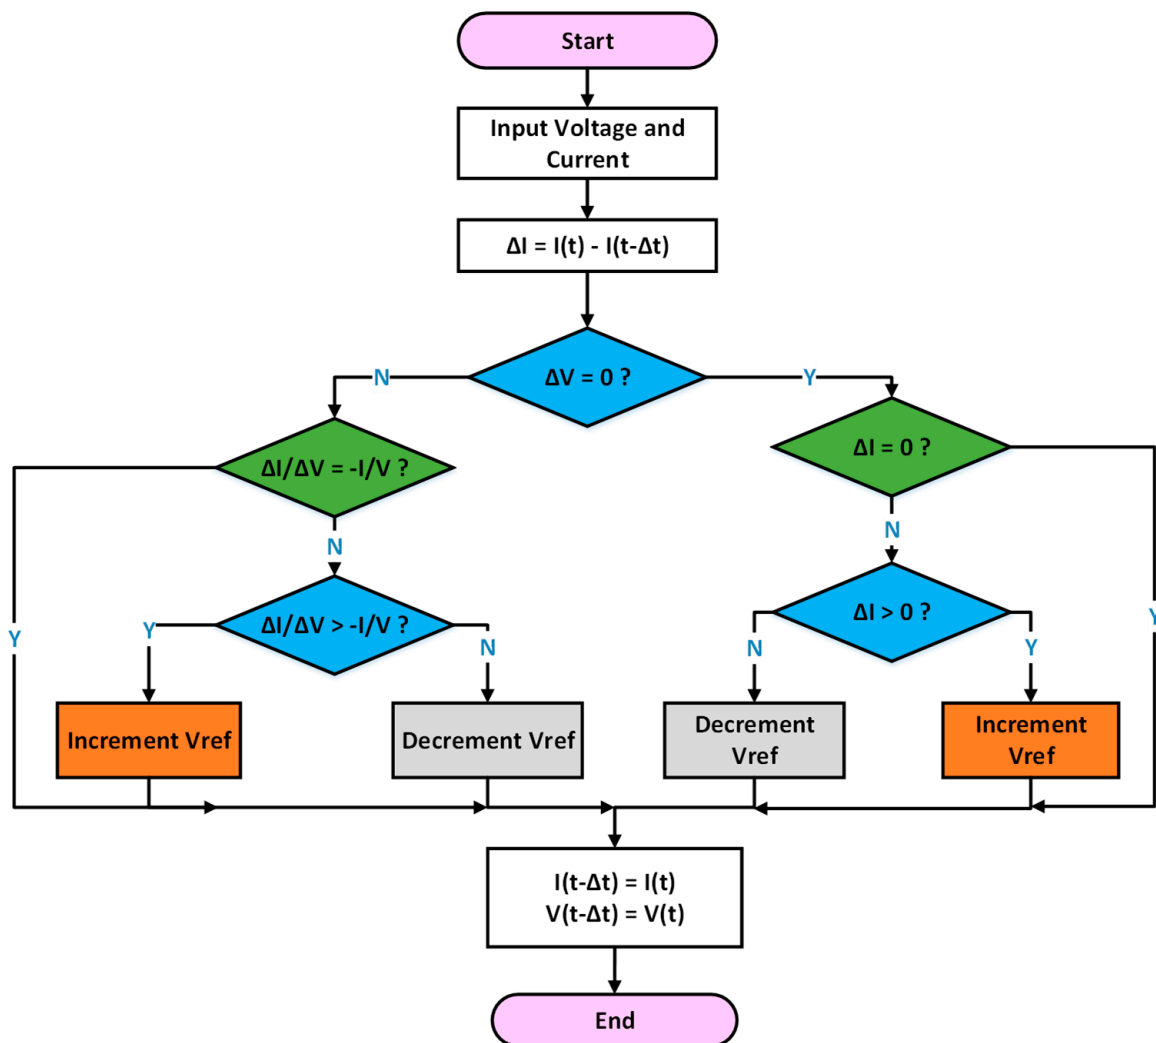 Start
Input Voltage and
Current
ΔI = I(t) - I(t-Δt)
ΔV = 0 ?
N
Y
ΔI/ΔV = -I/V ?
ΔI = 0 ?
N
N
ΔI/ΔV > -I/V ?
ΔI > 0 ?
Y
Y
N
N
Y
Y
Increment Vref
Decrement Vref
Decrement
Vref
Increment
Vref
I(t-Δt) = I(t)
V(t-Δt) = V(t)
End